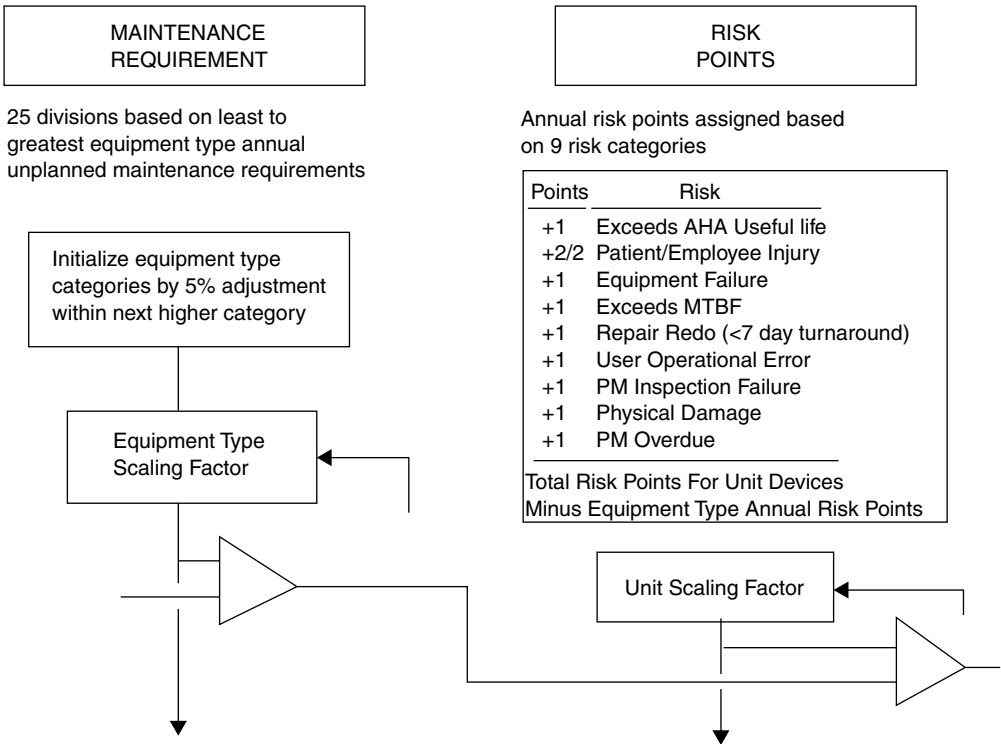 MAINTENANCE
REQUIREMENT
25 divisions based on least to
greatest equipment type annual
unplanned maintenance requirements
Initialize equipment type
categories by 5% adjustment
within next higher category
Equipment Type
Scaling Factor
RISK
POINTS
Annual risk points assigned based
on 9 risk categories
Points Risk
+1 Exceeds AHA Useful life
+2/2 Patient/Employee Injury
+1 Equipment Failure
+1 Exceeds MTBF
+1 Repair Redo (<7 day turnaround)
+1 User Operational Error
+1 PM Inspection Failure
+1 Physical Damage
+1 PM Overdue
Total Risk Points For Unit Devices
Minus Equipment Type Annual Risk Points
Unit Scaling Factor